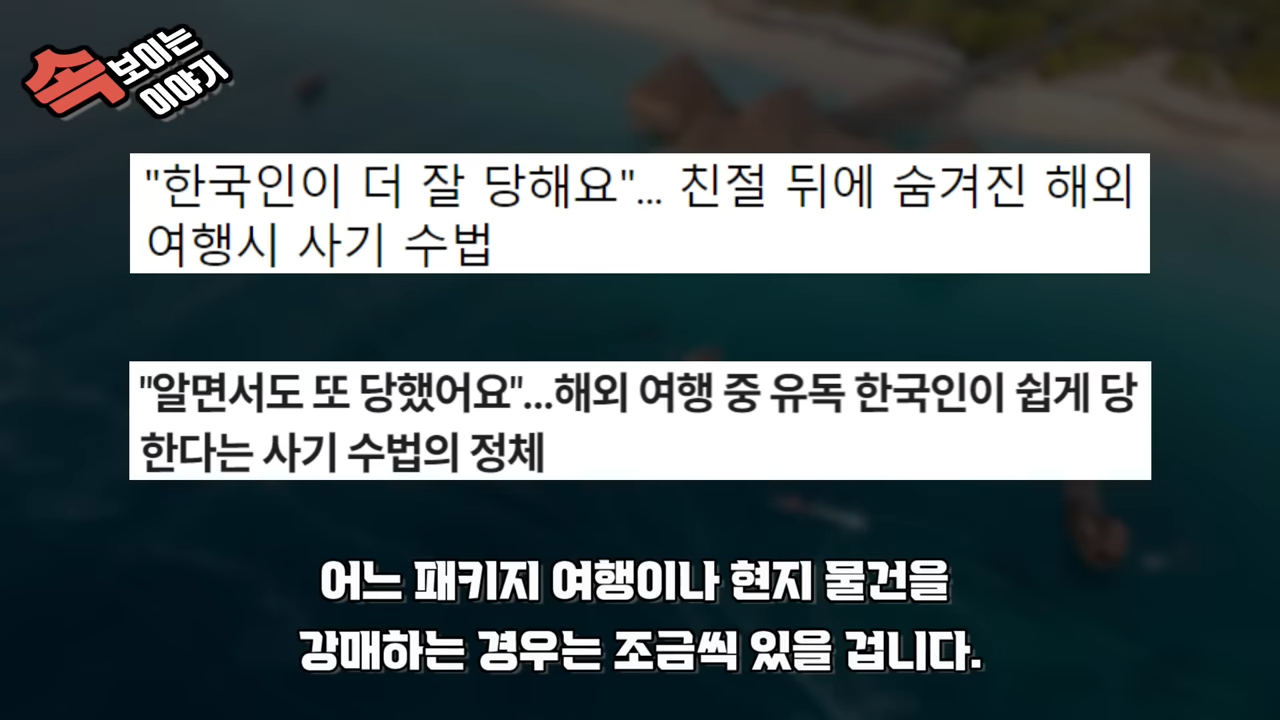 속보이는
이야기
"한국인이 더 잘 당해요"... 친절 뒤에 숨겨진 해외
여행시 사기 수법
"알면서도 또 당했어요"...해외 여행 중 유독 한국인이 쉽게 당
한다는 사기 수법의 정체
어느 패키지 여행이나 현지 물건을
강매하는 경우는 조금씩 있을 겁니다.